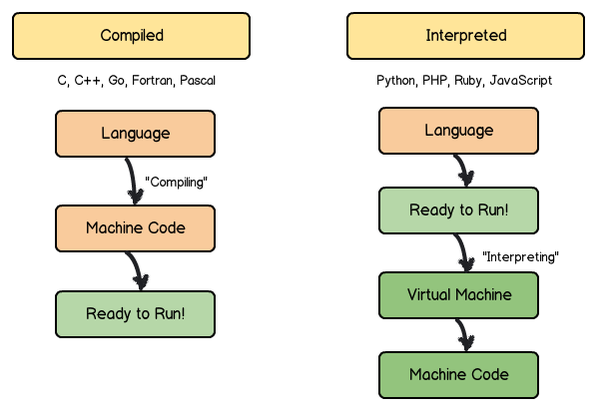 Compiled
C, C++, Go, Fortran, Pascal
Language
"Compiling"
Machine Code
Ready to Run!
Interpreted
Python, PHP, Ruby, JavaScript
Language
Ready to Run!
"Interpreting"
Virtual Machine
Machine Code